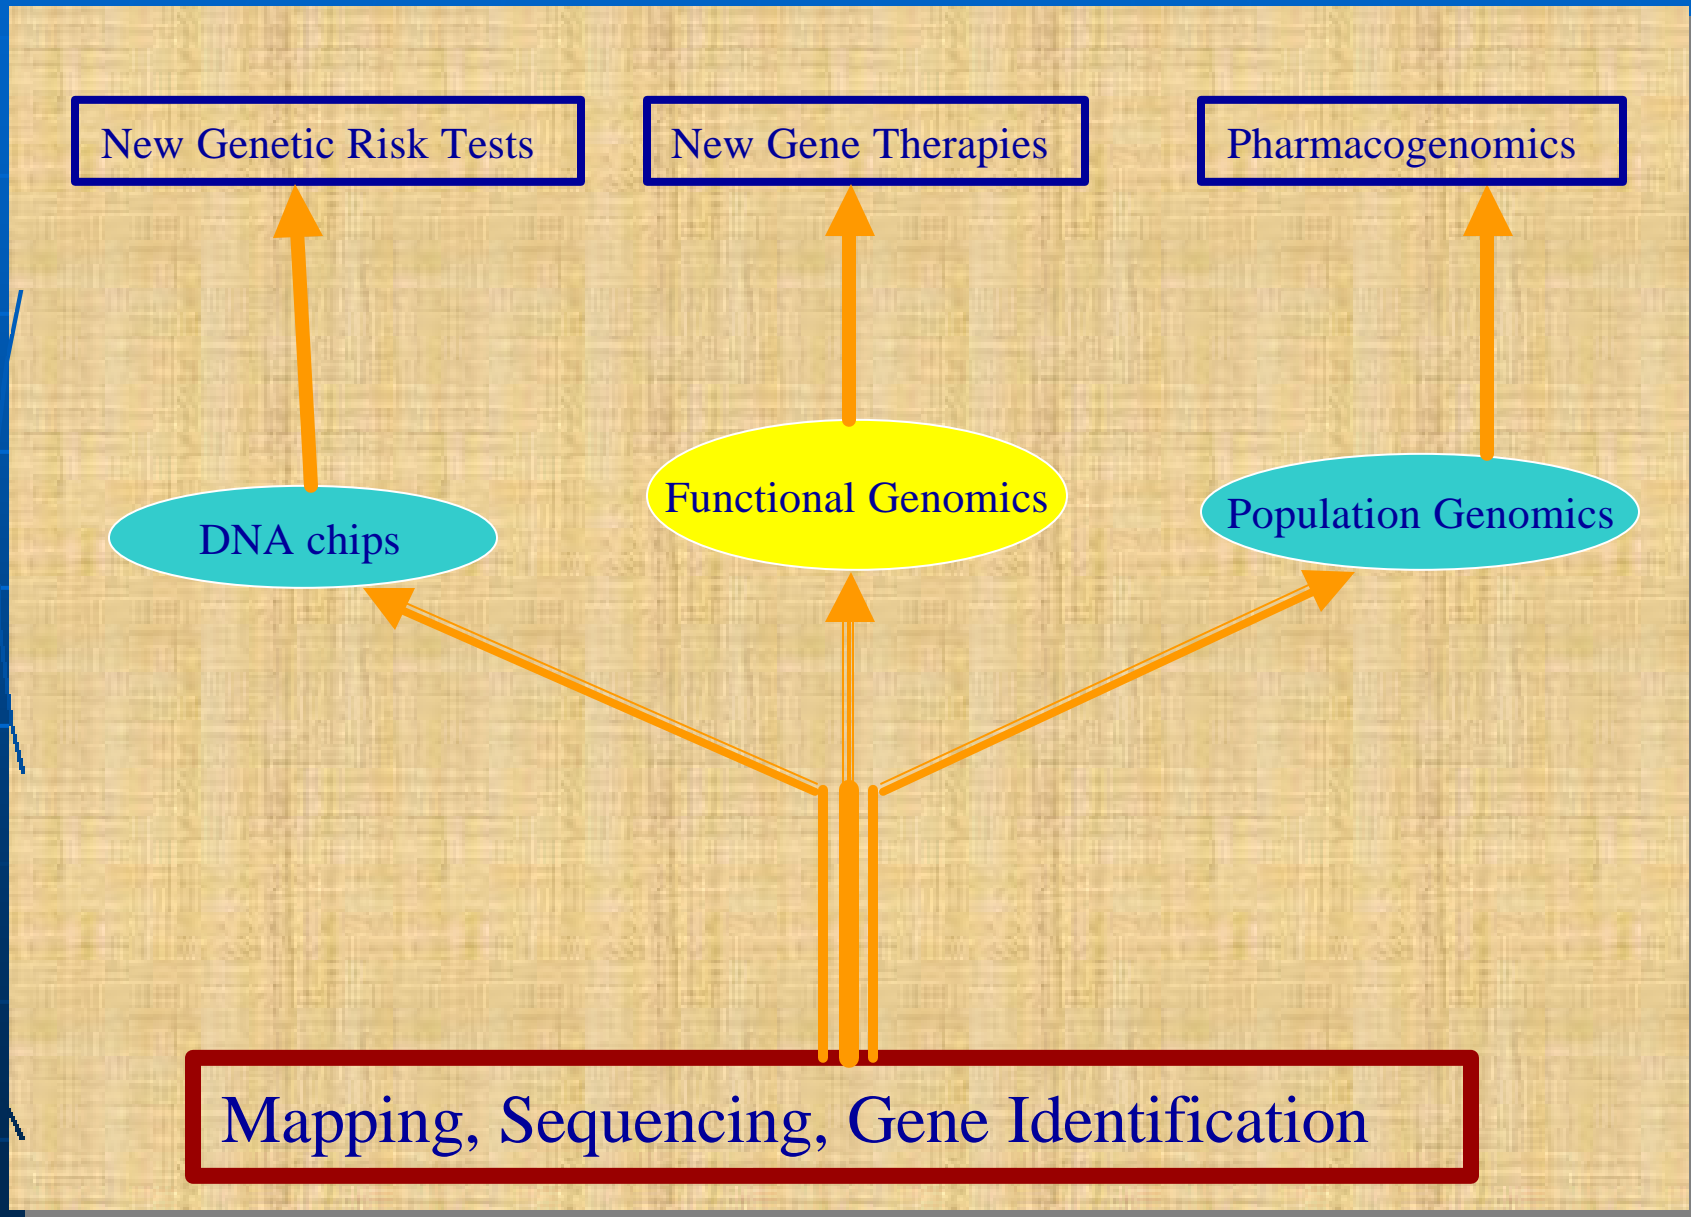 New Genetic Risk Tests
New Gene Therapies
Pharmacogenomics
DNA chips
Functional Genomics
Population Genomics
Mapping, Sequencing, Gene Identification